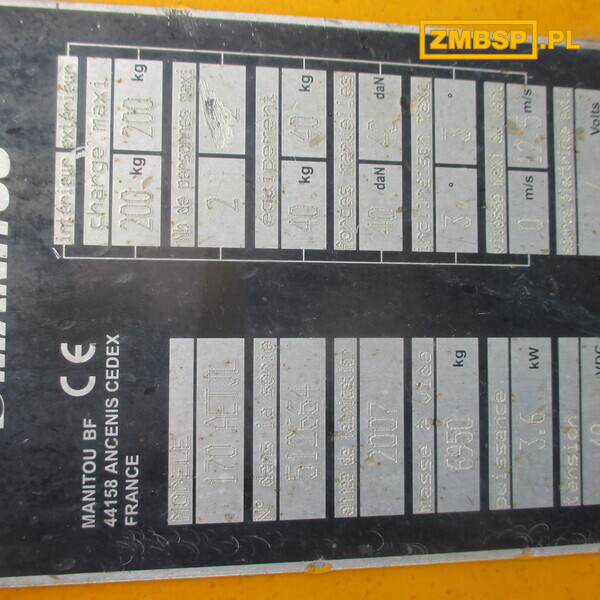 ZMBSP.PL
MANITOU BF
44158 ANCENIS CEDEX
FRANCE
CE
MODELE
170 AETJL
N° dans la série
année de fabrication
2007
masse à vide
6950 kg
puissance
3.6 kW
tension
VDC
intérieur extérieur
charge maxi
200 kg 200 kg
Nb de personnes maxi
2 2
équipement
40 kg 40 kg
forces manuelles
40 daN daN
3 ° °
0 m/s 12.5 m/s
Volts